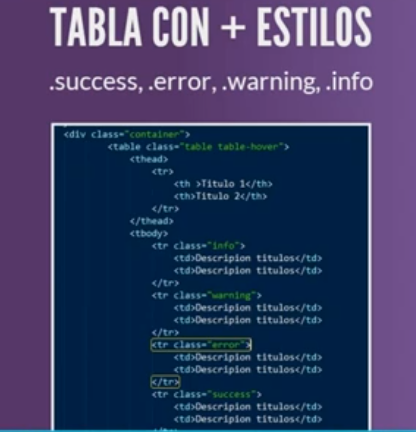 TABLA CON + ESTILOS
.success, .error, .warning, .info
<div class="container">
<table class="table table-hover">
<thead>
<tr>
<th >Titulo 1</th>
<th>Titulo 2</th>
</tr>
</thead>
<tbody>
<tr class="info">
<td>Descripion titulos</td>
<td>Descripion titulos</td>
</tr>
<tr class="warning">
<td>Descripion titulos</td>
<td>Descripion titulos</td>
</tr>
<tr class="error">
<td>Descripion titulos</td>
<td>Descripion titulos</td>
</tr>
<tr class="success">
<td>Descripion titulos</td>
<td>Descripion titulos</td>